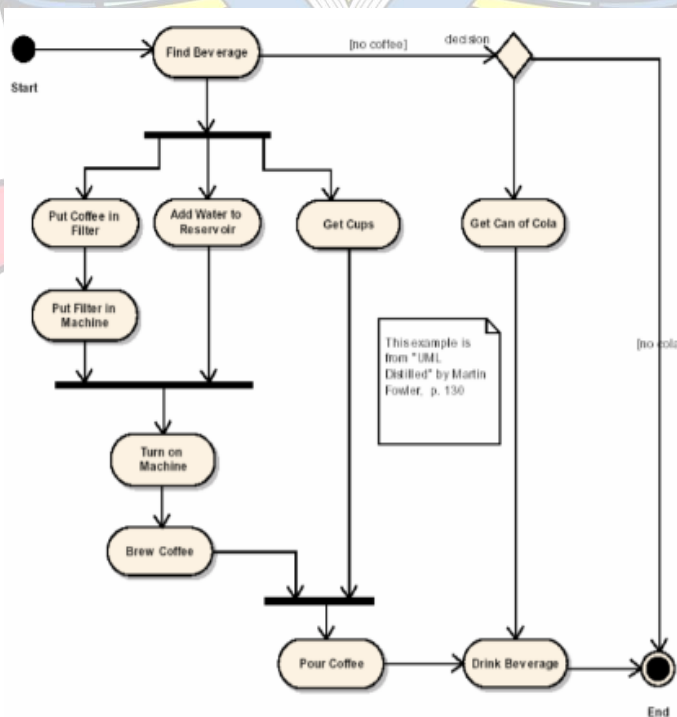 Find Beverage
[no coffee]
decision
Start
Put Coffee in
Filter
Add Water to
Reservoir
Get Cups
Get Can of Cola
Put Filter in
Machine
This example is
from "UML
Distilled" by Martin
Fowler, p. 130
[no cola
Turn on
Machine
Brew Coffee
Pour Coffee
Drink Beverage
End